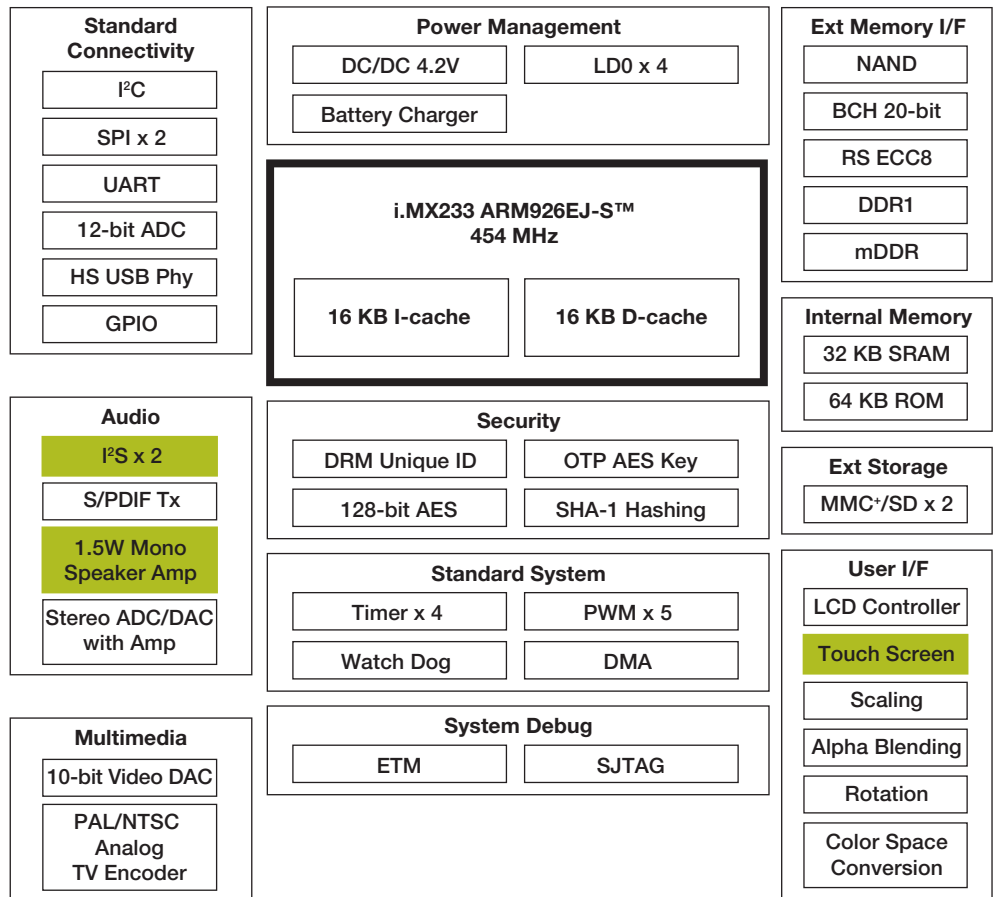 Standard
Connectivity
I²C
SPI x 2
UART
12-bit ADC
HS USB Phy
GPIO
Audio
I²S x 2
S/PDIF Tx
1.5W Mono
Speaker Amp
Stereo ADC/DAC
with Amp
Multimedia
10-bit Video DAC
PAL/NTSC
Analog
TV Encoder
Power Management
DC/DC 4.2V
LD0 x 4
Battery Charger
i.MX233 ARM926EJ-S™
454 MHz
16 KB I-cache
16 KB D-cache
Security
DRM Unique ID
OTP AES Key
128-bit AES
SHA-1 Hashing
Standard System
Timer x 4
PWM x 5
Watch Dog
DMA
System Debug
ETM
SJTAG
Ext Memory I/F
NAND
BCH 20-bit
RS ECC8
DDR1
mDDR
Internal Memory
32 KB SRAM
64 KB ROM
Ext Storage
MMC⁺/SD x 2
User I/F
LCD Controller
Touch Screen
Scaling
Alpha Blending
Rotation
Color Space
Conversion